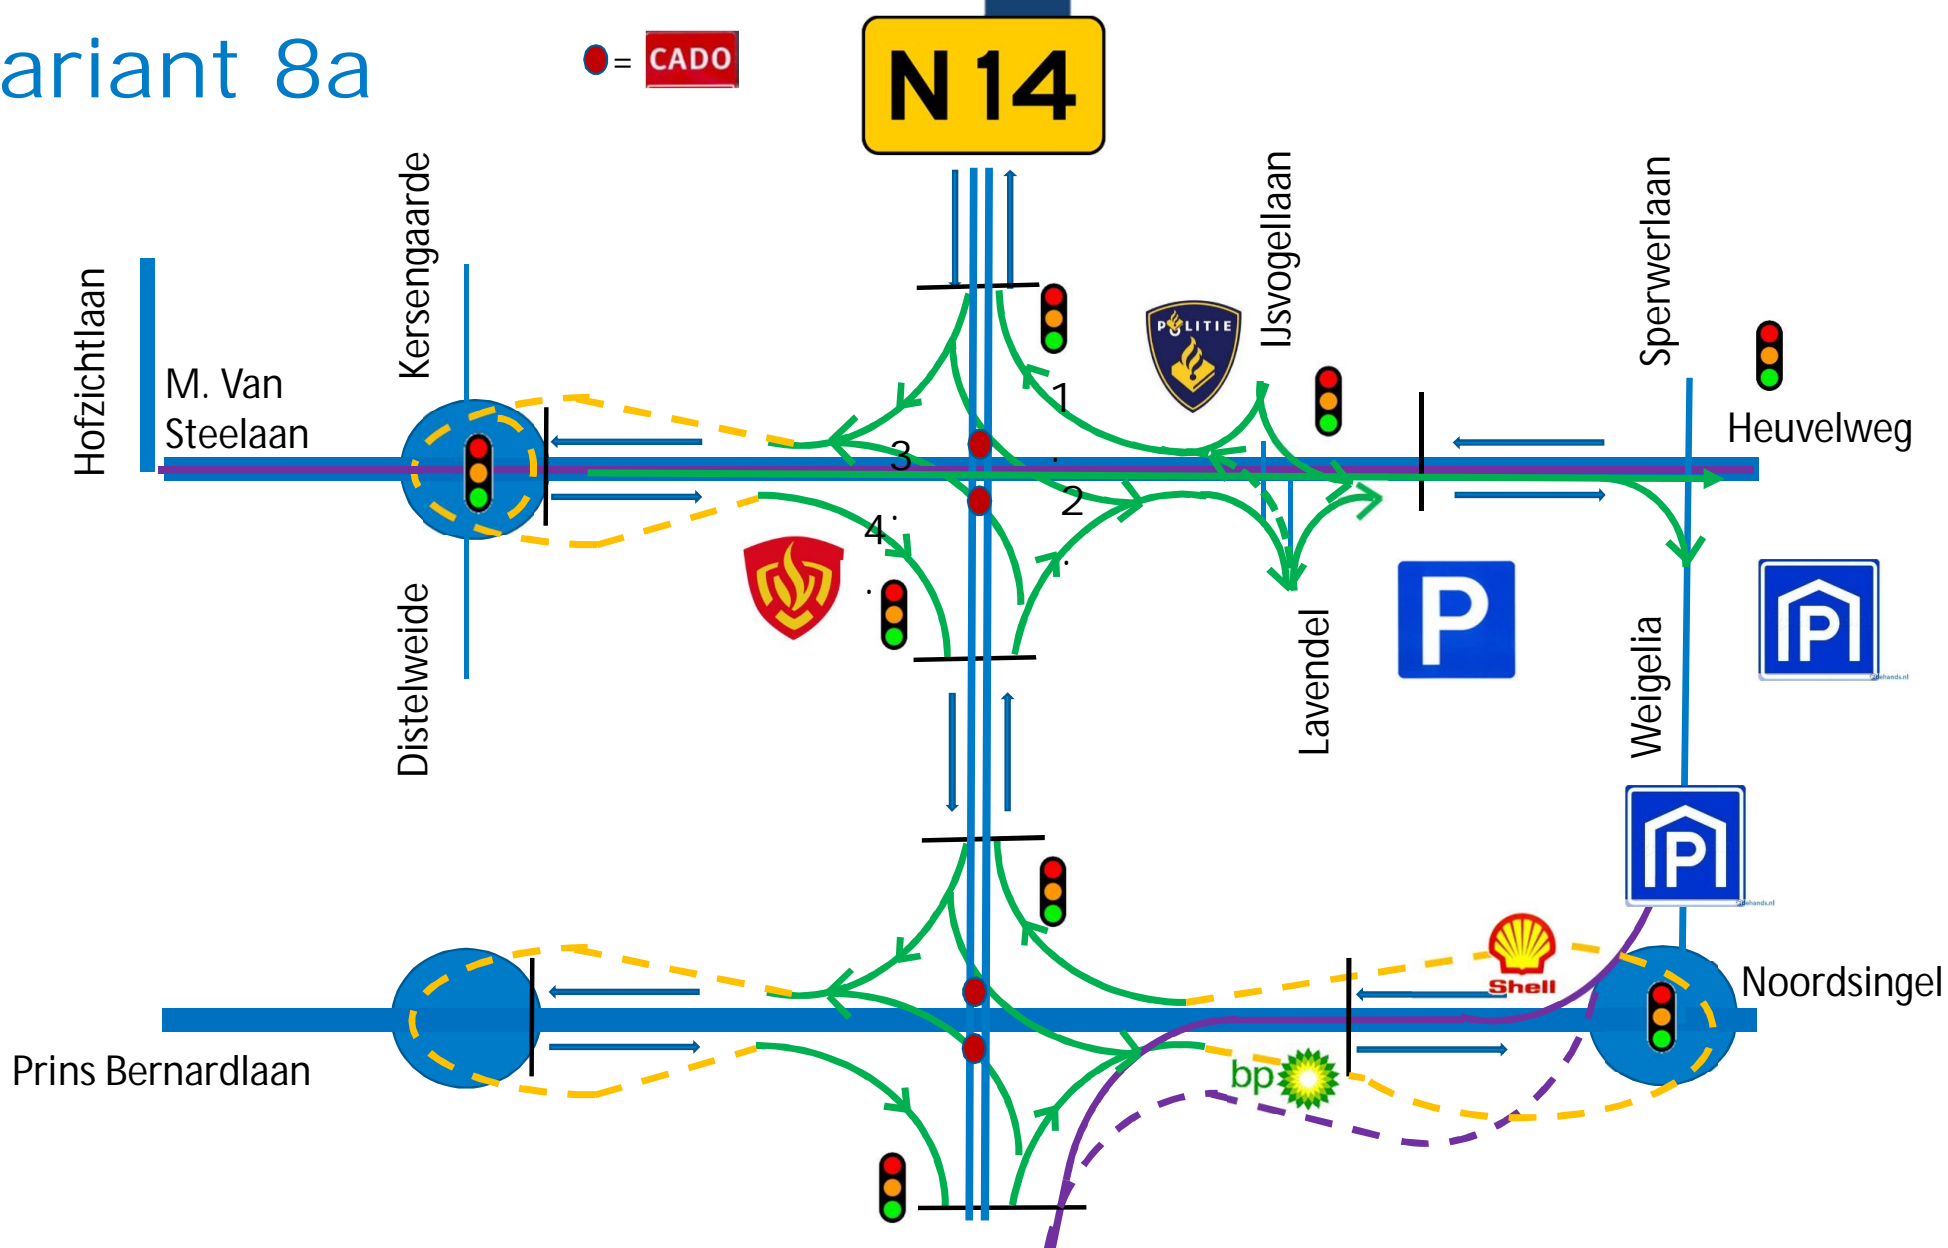 ariant 8a
=
CADO
N 14
Hofzichtlaan
Kersengaarde
IJsvogellaan
Sperwerlaan
M. Van
Steelaan
POLITIE
Heuvelweg
1
.
3
.
2
.
4
.
Distelweide
Lavendel
Weigelia
P
P
P
Shell
Noordsingel
Prins Bernardlaan
bp